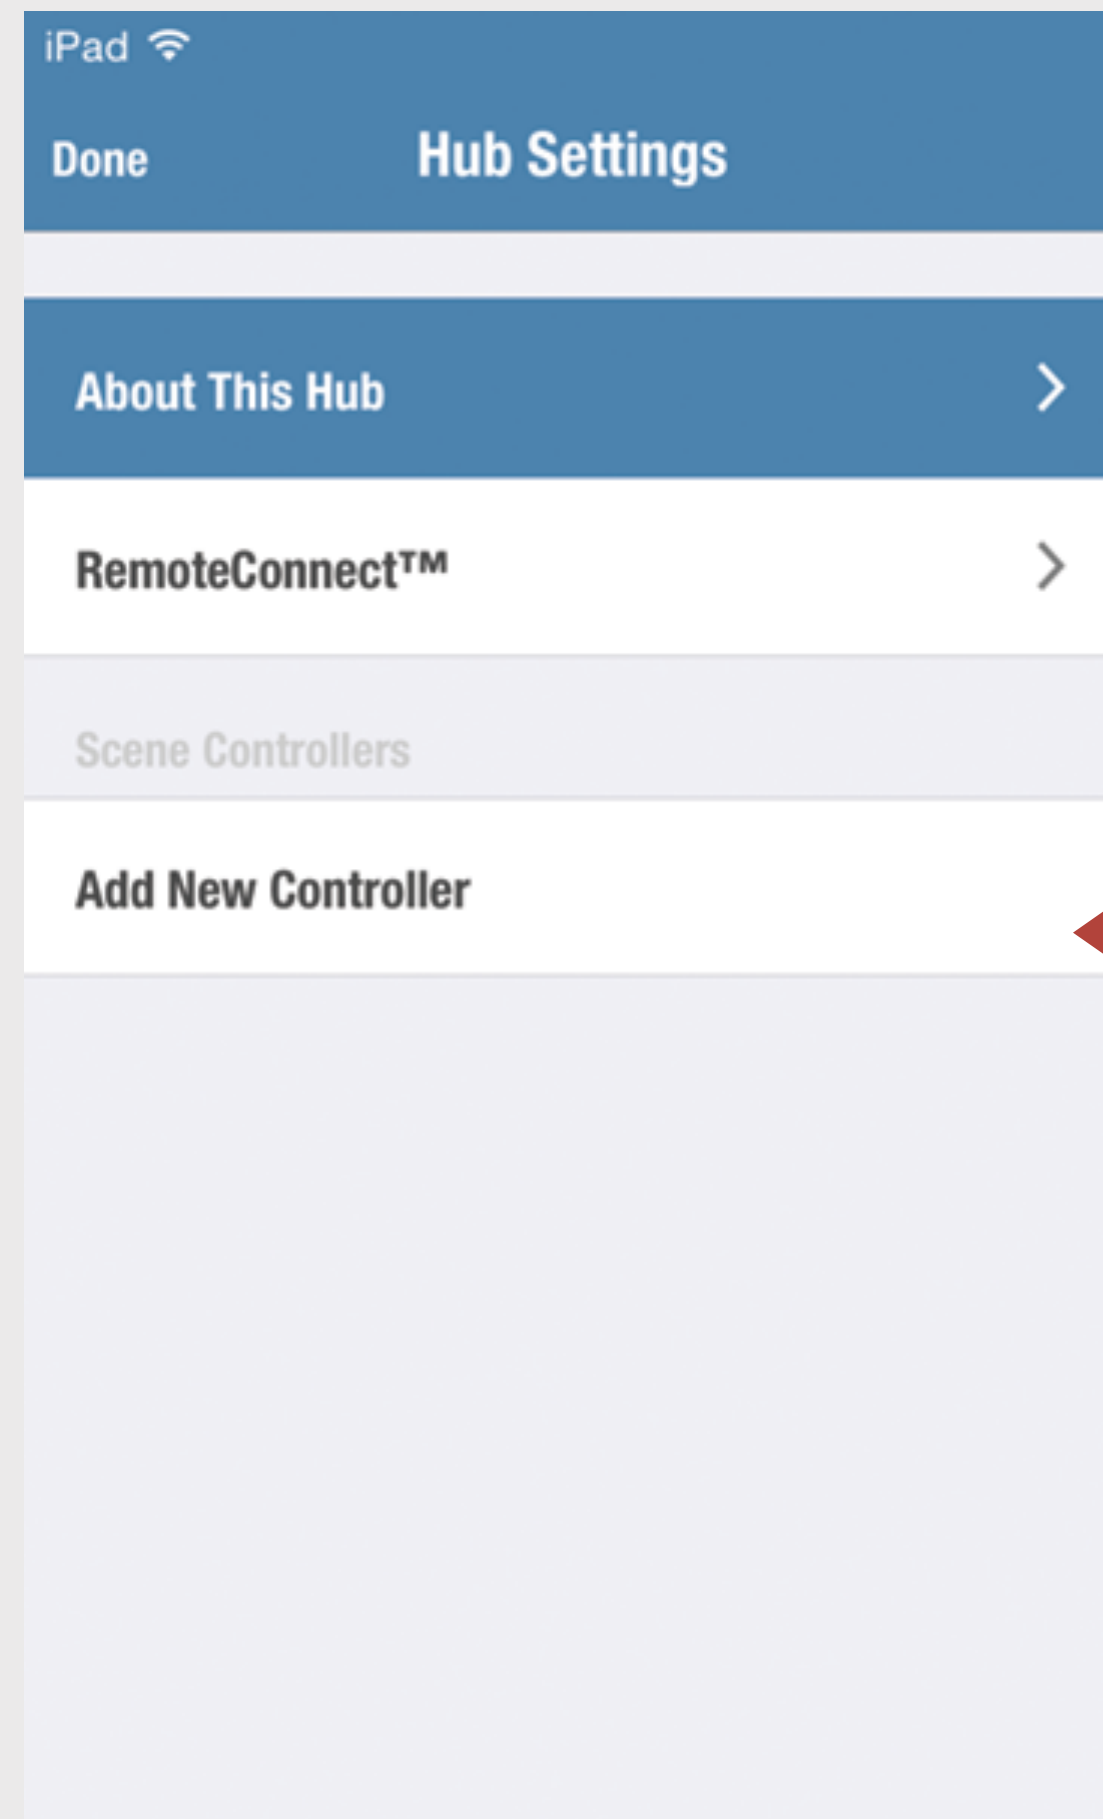 iPad
Done Hub Settings
About This Hub
RemoteConnect™
Scene Controllers
Add New Controller